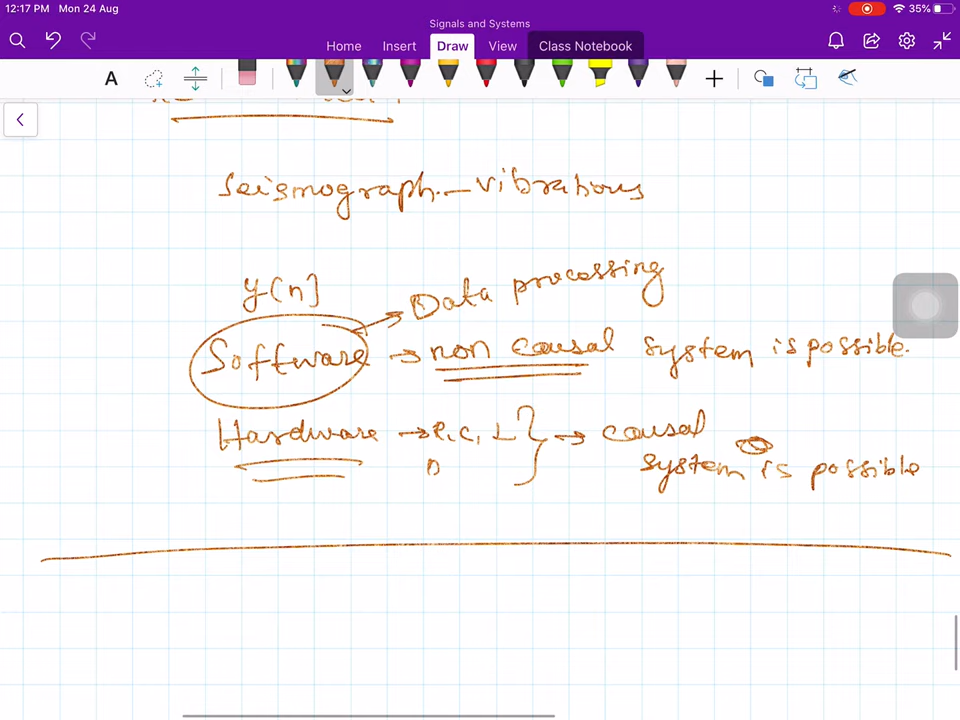 12:17 PM Mon 24 Aug
35%
Signals and Systems
Home Insert Draw View Class Notebook
A
Seismograph - vibrations
y[n]
Data processing
Software → non causal system is possible.
Hardware → R, C, L } → causal
D
system is possible